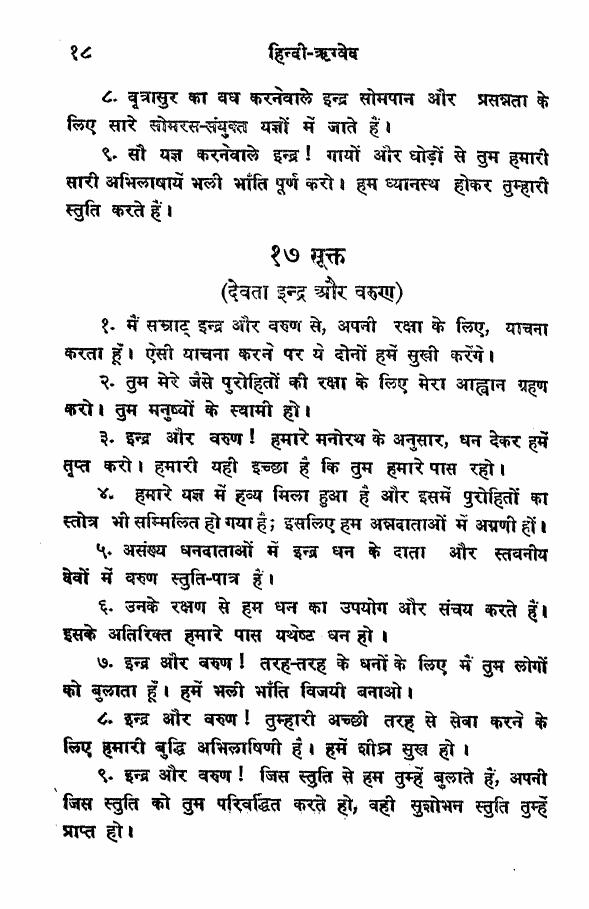 १८ हिन्दी-ऋग्वेद
८. वृत्रासुर का वध करनेवाले इन्द्र सोमपान और प्रसन्नता के
लिए सारे सोमरस-संयुक्त यज्ञों में जाते हैं।
९. सौ यज्ञ करनेवाले इन्द्र! गायों और घोड़ों से तुम हमारी
सारी अभिलाषायें भली भाँति पूर्ण करो। हम ध्यानस्थ होकर तुम्हारी
स्तुति करते हैं।
१७ सूक्त
(देवता इन्द्र और वरुण)
१. मैं सम्राट् इन्द्र और वरुण से, अपनी रक्षा के लिए, याचना
करता हूँ। ऐसी याचना करने पर ये दोनों हमें सुखी करेंगे।
२. तुम मेरे जैसे पुरोहितों की रक्षा के लिए मेरा आह्वान ग्रहण
करो। तुम मनुष्यों के स्वामी हो।
३. इन्द्र और वरुण! हमारे मनोरथ के अनुसार, धन देकर हमें
तृप्त करो। हमारी यही इच्छा है कि तुम हमारे पास रहो।
४. हमारे यज्ञ में हव्य मिला हुआ है और इसमें पुरोहितों का
स्तोत्र भी सम्मिलित हो गया है; इसलिए हम अन्नदाताओं में अग्रणी हों।
५. असंख्य धनदाताओं में इन्द्र धन के दाता और स्तवनीय
देवों में वरुण स्तुति-पात्र हैं।
६. उनके रक्षण से हम धन का उपयोग और संचय करते हैं।
इसके अतिरिक्त हमारे पास यथेष्ट धन हो।
७. इन्द्र और वरुण! तरह-तरह के धनों के लिए मैं तुम लोगों
को बुलाता हूँ। हमें भली भाँति विजयी बनाओ।
८. इन्द्र और वरुण! तुम्हारी अच्छी तरह से सेवा करने के
लिए हमारी बुद्धि अभिलाषिणी है। हमें शीघ्र सुख हो।
९. इन्द्र और वरुण! जिस स्तुति से हम तुम्हें बुलाते हैं, अपनी
जिस स्तुति को तुम परिवर्द्धित करते हो, वही सुशोभन स्तुति तुम्हें
प्राप्त हो।